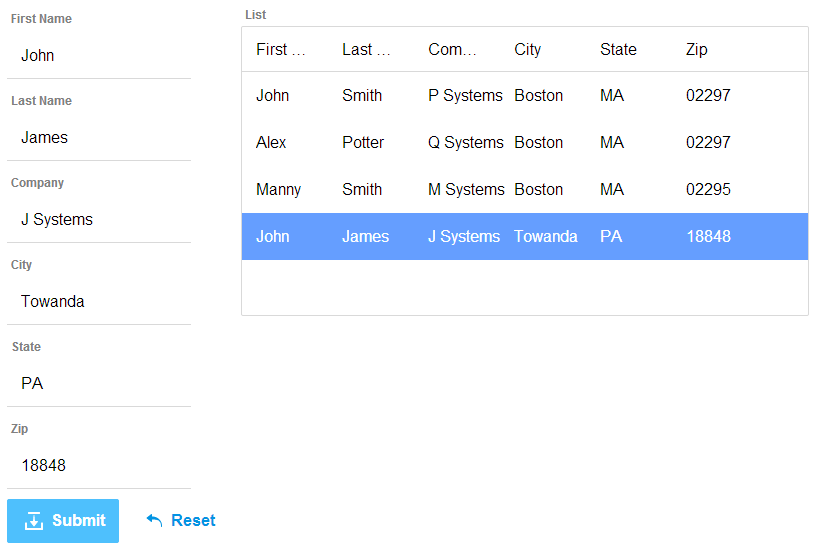 First Name
John
Last Name
James
Company
J Systems
City
Towanda
State
PA
Zip
18848
Submit Reset
List
First ... Last ... Com... City State Zip
John Smith P Systems Boston MA 02297
Alex Potter Q Systems Boston MA 02297
Manny Smith M Systems Boston MA 02295
John James J Systems Towanda PA 18848